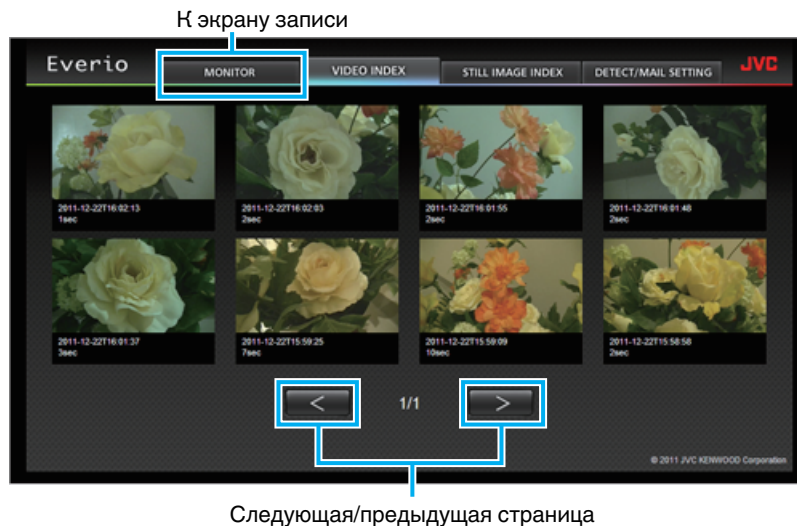 К экрану записи
Everio
MONITOR
VIDEO INDEX
STILL IMAGE INDEX
DETECT/MAIL SETTING
JVC
2011-12-22T16:02:13
1sec
2011-12-22T16:02:03
2sec
2011-12-22T16:01:55
2sec
2011-12-22T16:01:48
2sec
2011-12-22T16:01:37
3sec
2011-12-22T15:59:25
7sec
2011-12-22T15:59:09
10sec
2011-12-22T15:58:58
2sec
< 1/1 >
© 2011 JVC KENWOOD Corporation
Следующая/предыдущая страница